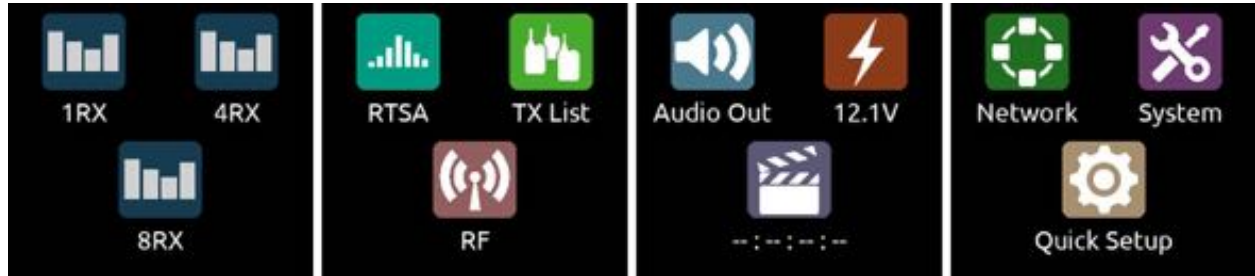 1RX 4RX
8RX
RTSA TX List
RF
Audio Out 12.1V
--:--:--:--
Network System
Quick Setup